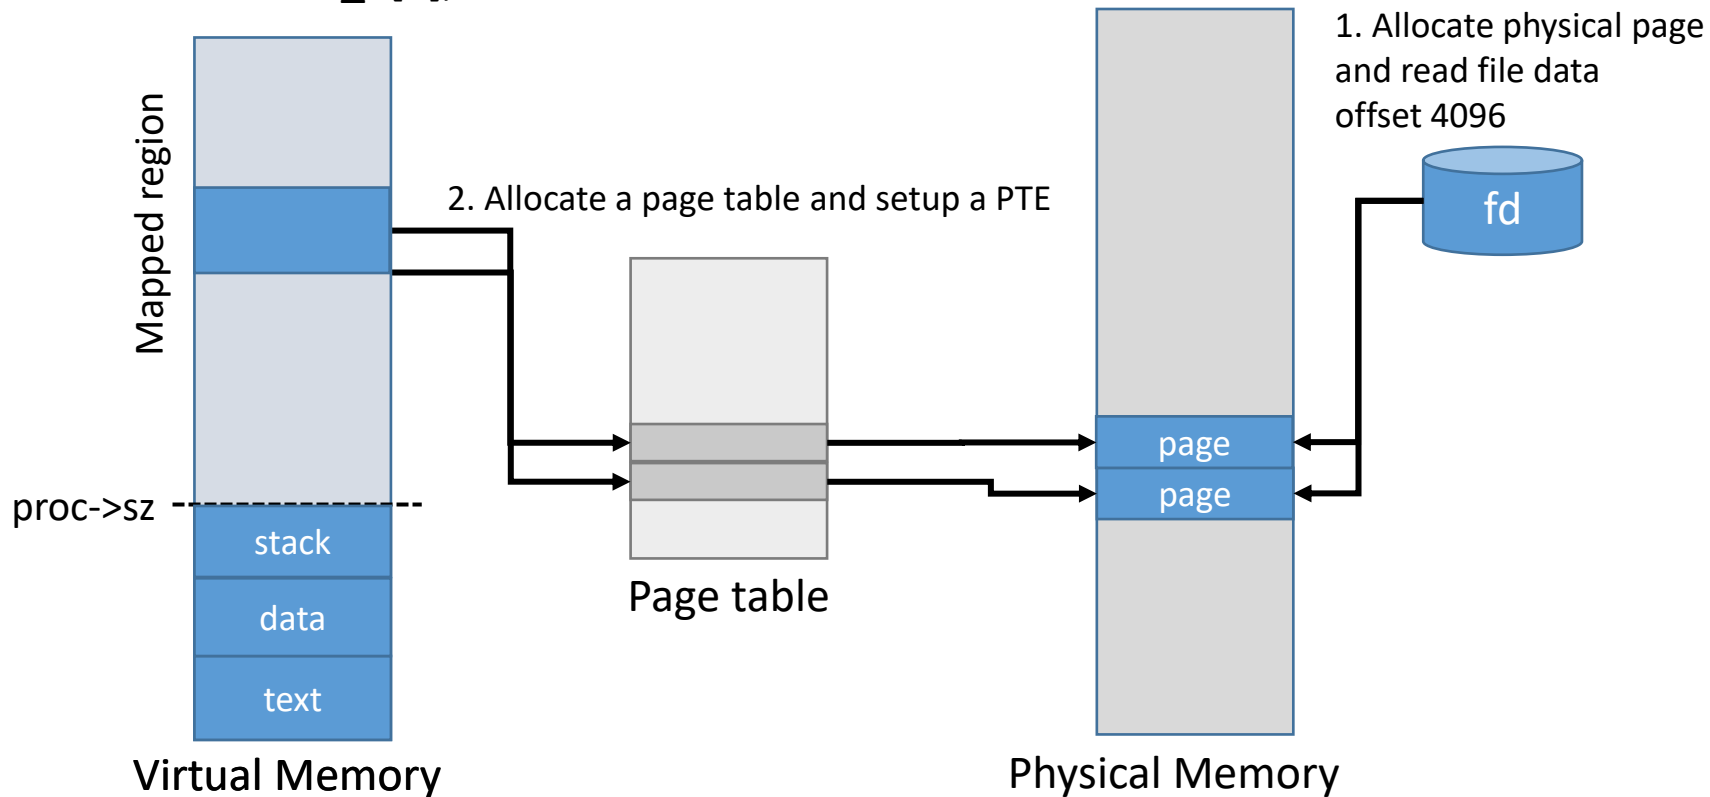 1. Allocate physical page
and read file data
offset 4096
fd
Mapped region
2. Allocate a page table and setup a PTE
page
page
proc->sz
stack
data
text
Page table
Virtual Memory
Physical Memory